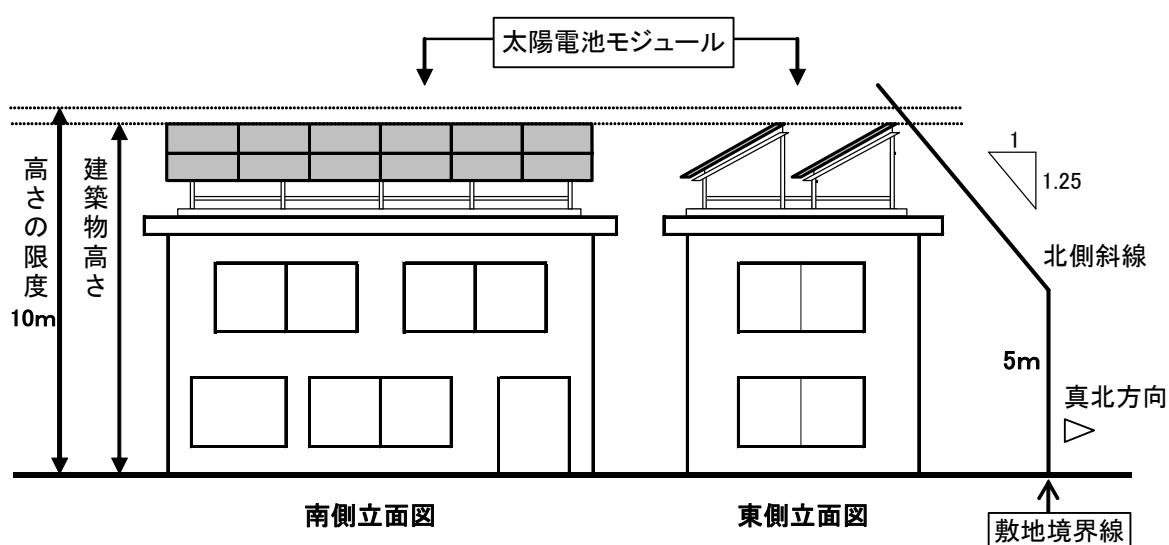 太陽電池モジュール
高さの限度
10m
建築物高さ
1
1.25
北側斜線
5m
真北方向
南側立面図
東側立面図
敷地境界線